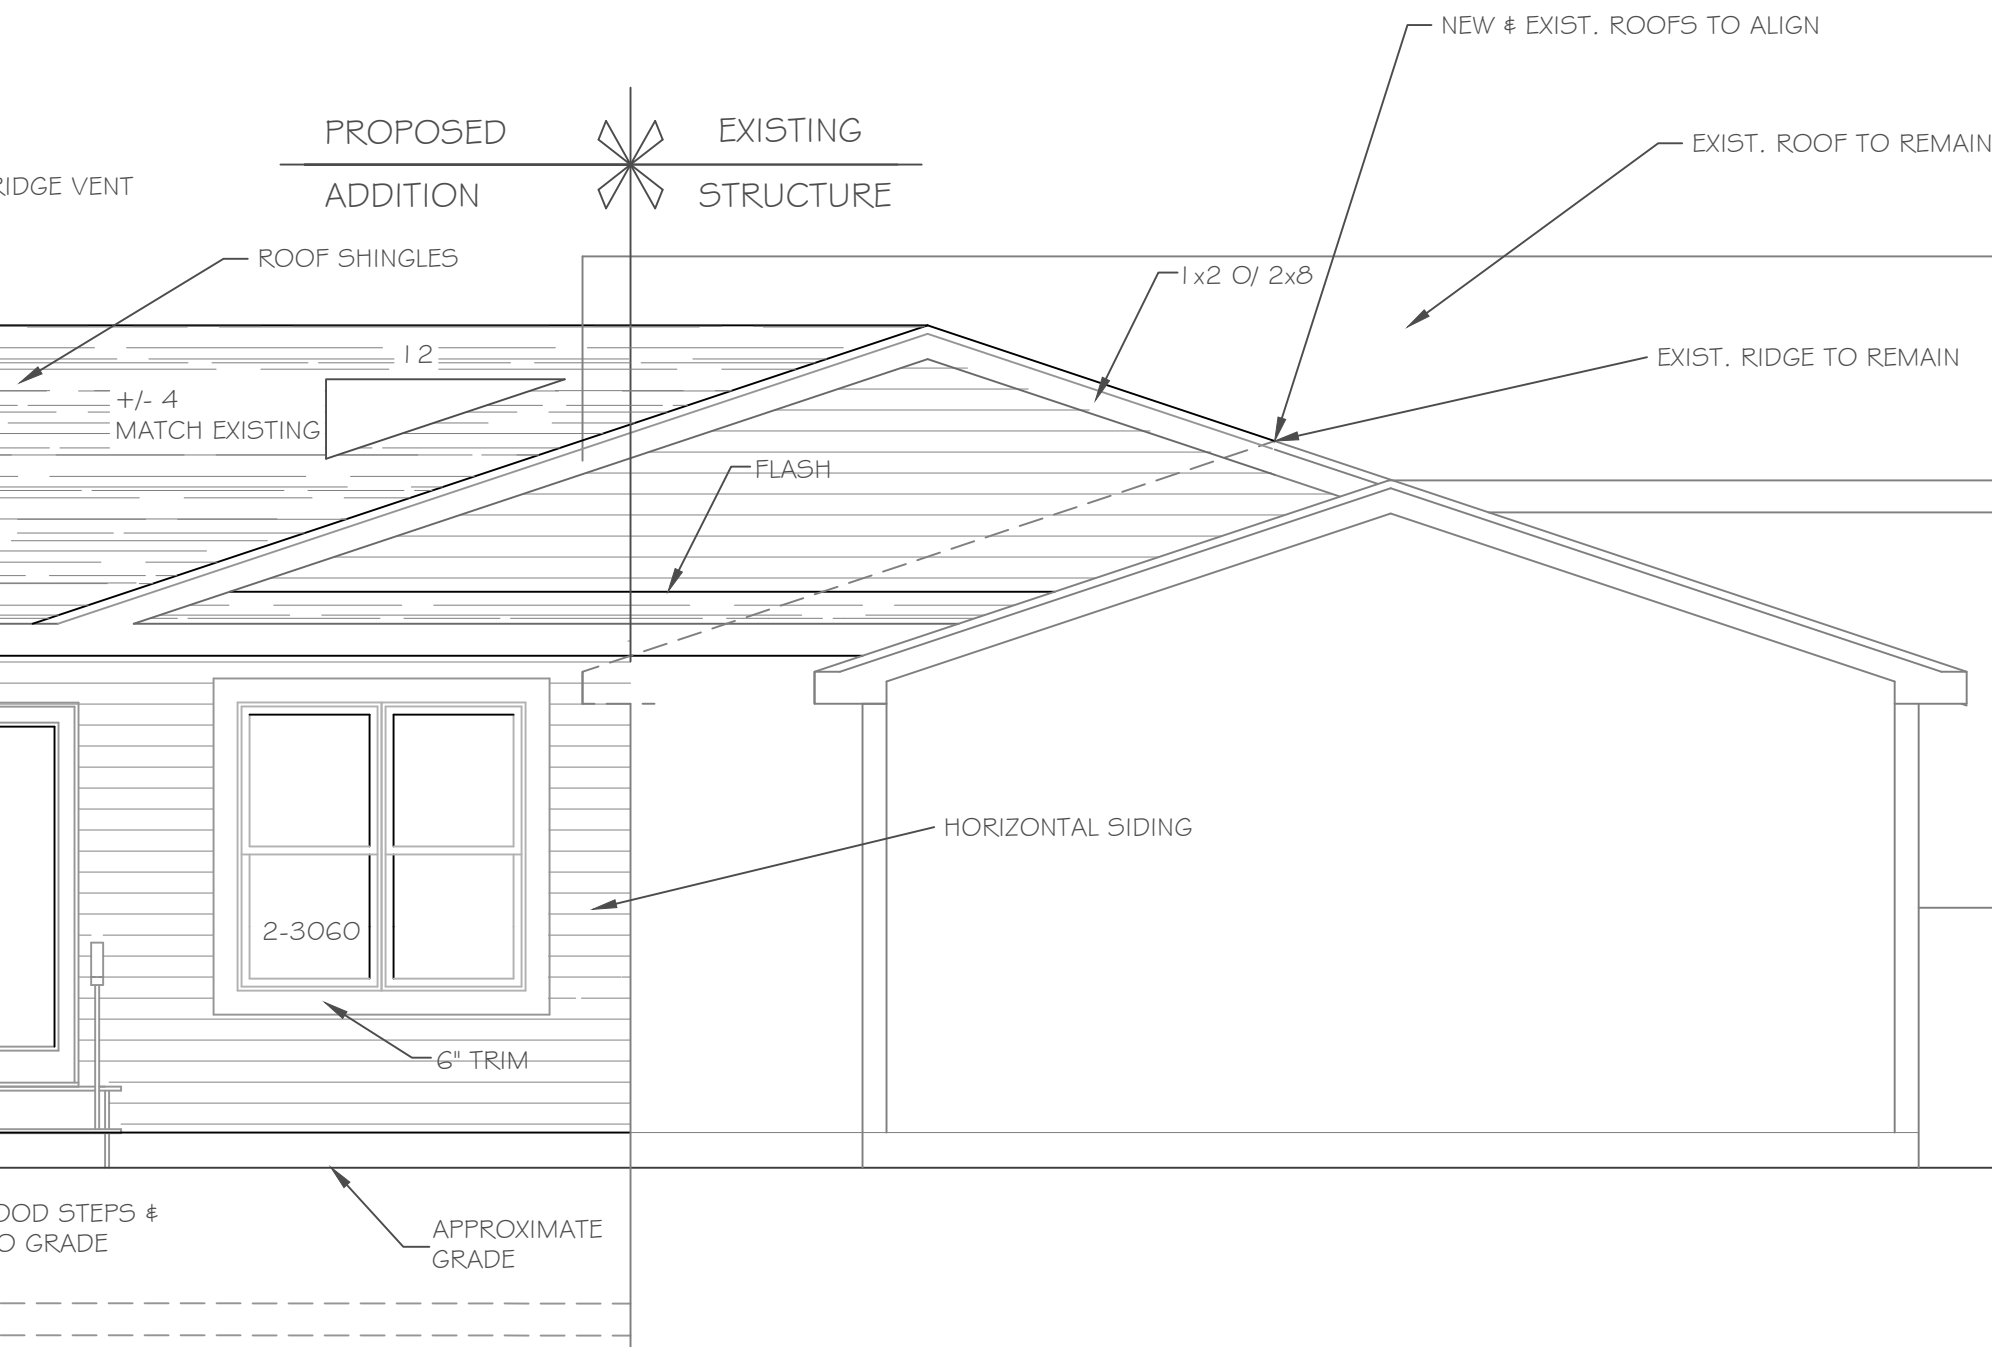 NEW & EXIST. ROOFS TO ALIGN
PROPOSED
EXISTING
EXIST. ROOF TO REMAIN
RIDGE VENT
ADDITION
STRUCTURE
ROOF SHINGLES
1x2 O/ 2x8
12
EXIST. RIDGE TO REMAIN
+/- 4
MATCH EXISTING
FLASH
HORIZONTAL SIDING
2-3060
6" TRIM
OOD STEPS &
O GRADE
APPROXIMATE
GRADE